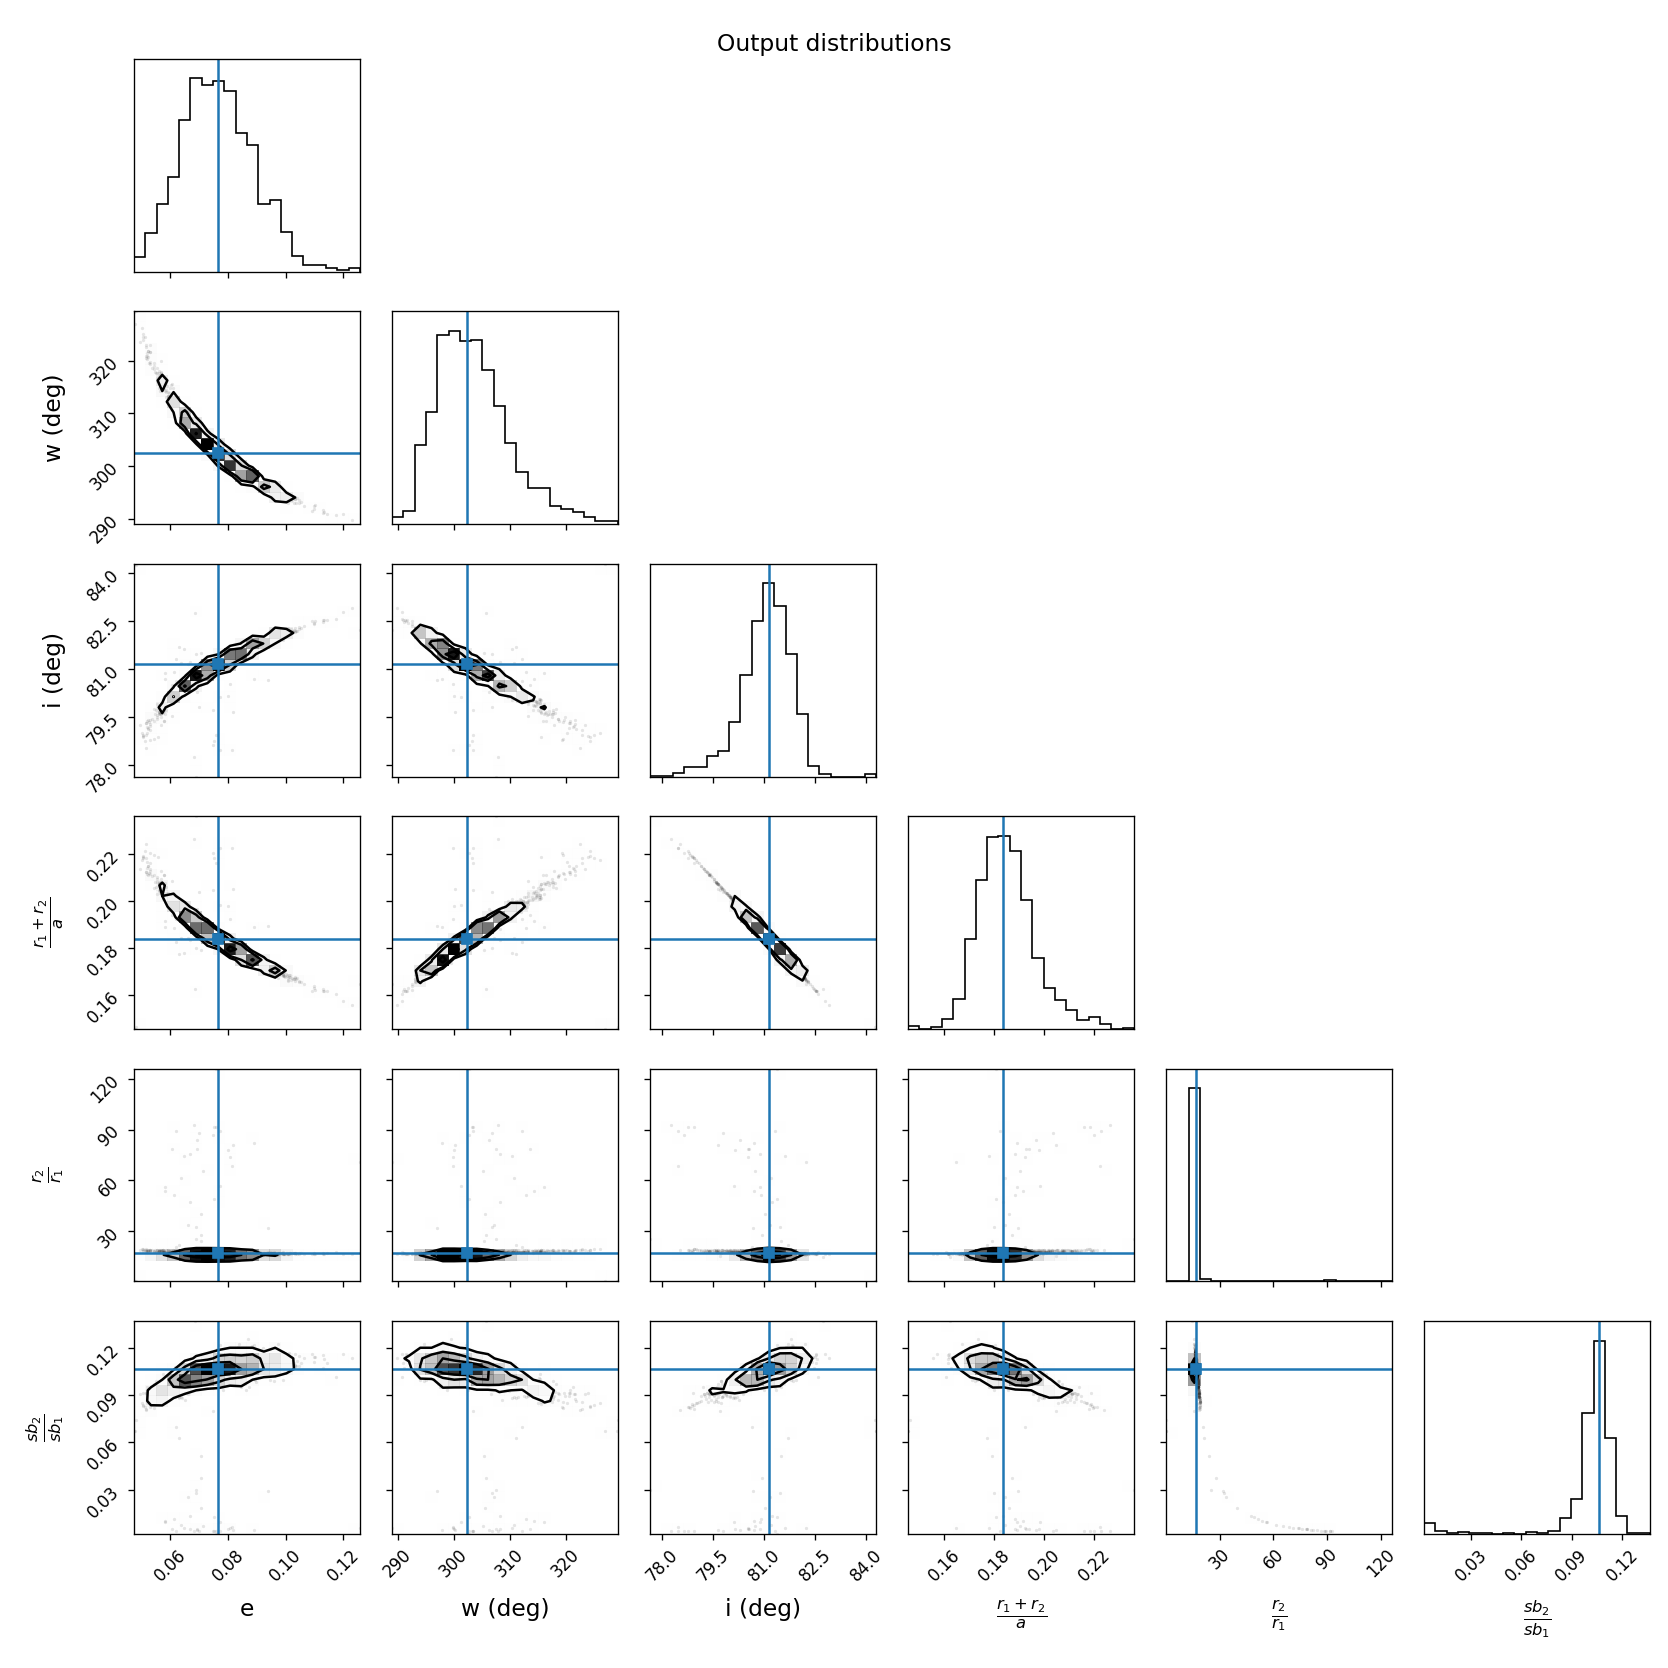 Output distributions
w (deg)
320
310
300
290
i (deg)
84.0
82.5
81.0
79.5
78.0
r₁ + r₂
a
0.22
0.20
0.18
0.16
r₂
r₁
120
90
60
30
sb₂
sb₁
0.12
0.09
0.06
0.03
0.06 0.08 0.10 0.12 290 300 310 320 78.0 79.5 81.0 82.5 84.0 0.16 0.18 0.20 0.22 30 60 90 120 0.03 0.06 0.09 0.12
e w (deg) i (deg) r₁ + r₂ r₂ sb₂
a r₁ sb₁